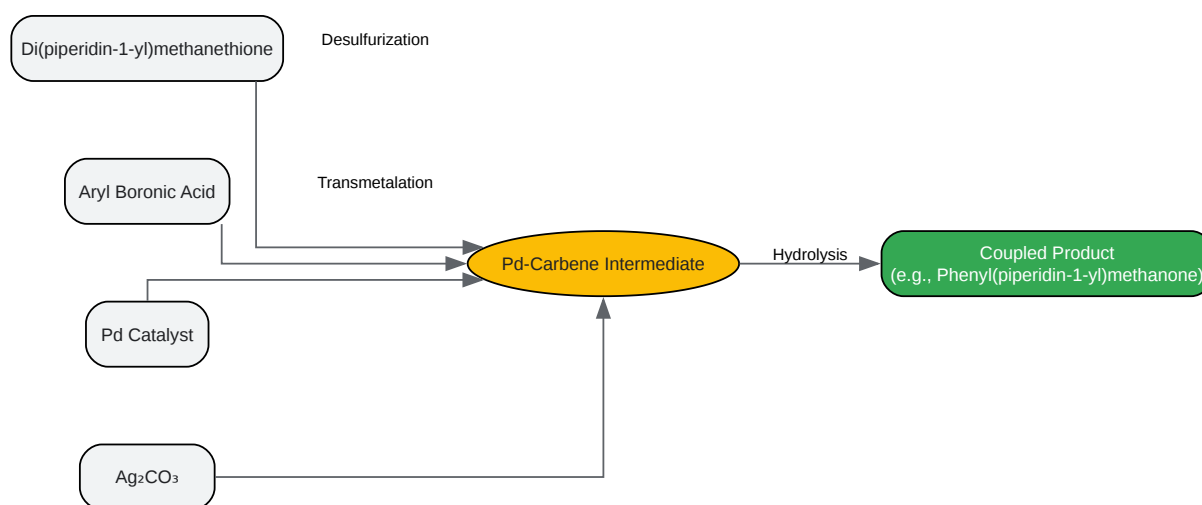 Di(piperidin-1-yl)methanethione
Desulfurization
Aryl Boronic Acid
Transmetalation
Pd-Carbene Intermediate
Hydrolysis
Coupled Product
(e.g., Phenyl(piperidin-1-yl)methanone)
Pd Catalyst
Ag₂CO₃